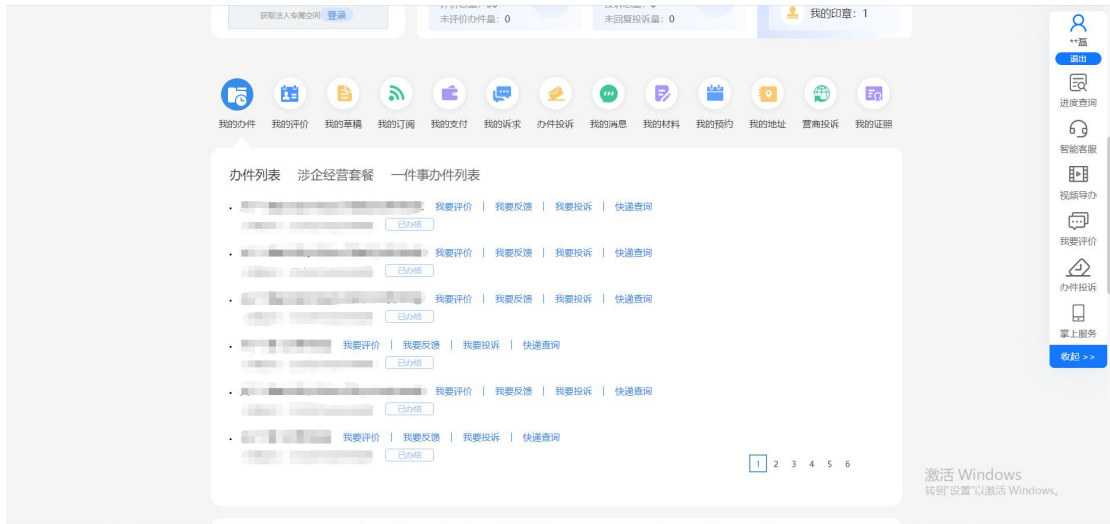 获取法人专属空间 登录
未评价办件量：0
未回复投诉量：0
我的印章：1
我的办件 我的评价 我的草稿 我的订阅 我的支付 我的诉求 办件投诉 我的消息 我的材料 我的预约 我的地址 营商投诉 我的证照
办件列表 涉企经营套餐 一件事办件列表
我要评价 | 我要反馈 | 我要投诉 | 快递查询
已办结
我要评价 | 我要反馈 | 我要投诉 | 快递查询
已办结
我要评价 | 我要反馈 | 我要投诉 | 快递查询
已办结
我要评价 | 我要反馈 | 我要投诉 | 快递查询
已办结
我要评价 | 我要反馈 | 我要投诉 | 快递查询
已办结
我要评价 | 我要反馈 | 我要投诉 | 快递查询
已办结
1 2 3 4 5 6
**磊
退出
进度查询
智能客服
视频导办
我要评价
办件投诉
掌上服务
收起 >>
激活 Windows
转到"设置"以激活 Windows。